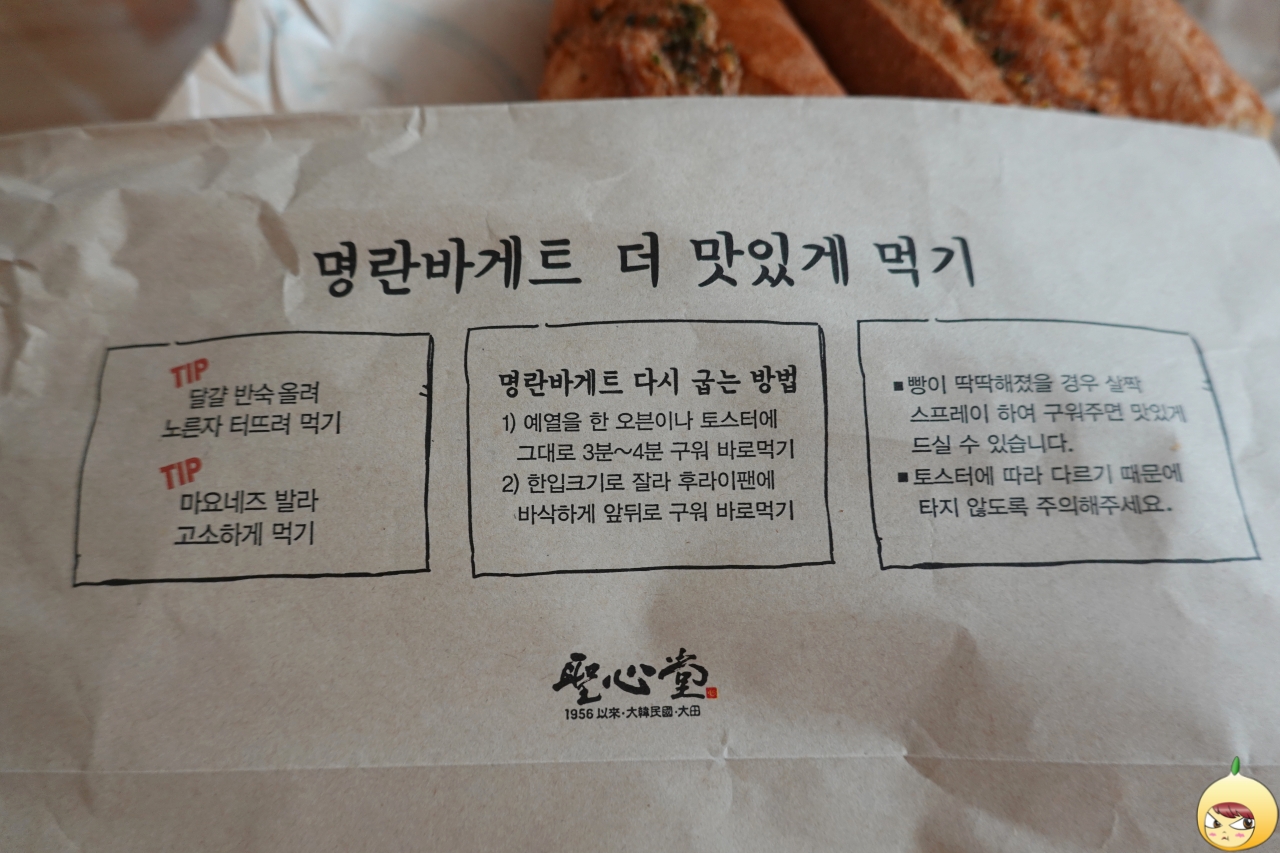 명란바게트 더 맛있게 먹기
TIP
달걀 반숙 올려
노른자 터뜨려 먹기
TIP
마요네즈 발라
고소하게 먹기
명란바게트 다시 굽는 방법
1) 예열을 한 오븐이나 토스터에
그대로 3분~4분 구워 바로먹기
2) 한입크기로 잘라 후라이팬에
바삭하게 앞뒤로 구워 바로먹기
■ 빵이 딱딱해졌을 경우 살짝
스프레이 하여 구워주면 맛있게
드실 수 있습니다.
■ 토스터에 따라 다르기 때문에
타지 않도록 주의해주세요.
聖心堂
1956 以來·大韓民國·大田